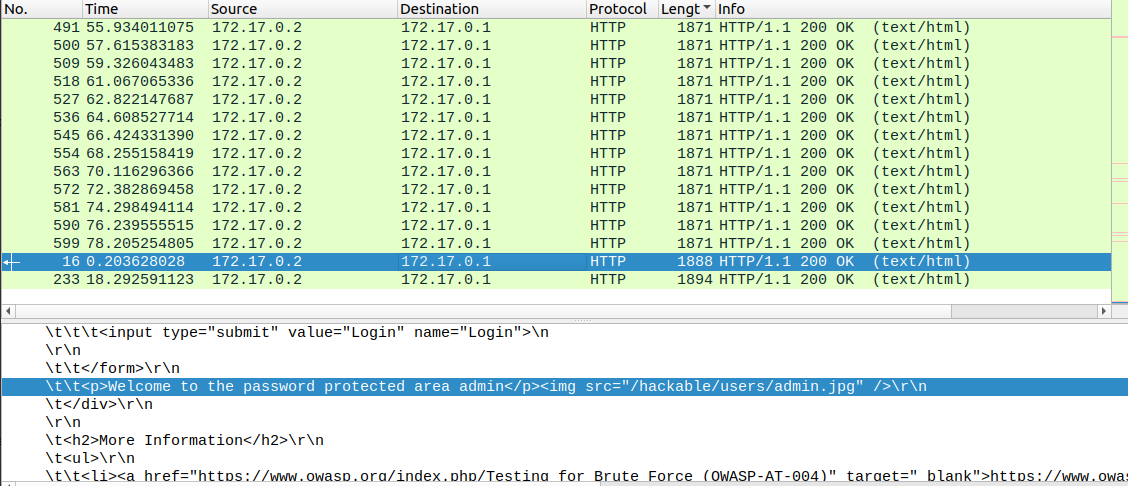 No. Time Source Destination Protocol Lengt Info
491 55.934011075 172.17.0.2 172.17.0.1 HTTP 1871 HTTP/1.1 200 OK (text/html)
500 57.615383183 172.17.0.2 172.17.0.1 HTTP 1871 HTTP/1.1 200 OK (text/html)
509 59.326043483 172.17.0.2 172.17.0.1 HTTP 1871 HTTP/1.1 200 OK (text/html)
518 61.067065336 172.17.0.2 172.17.0.1 HTTP 1871 HTTP/1.1 200 OK (text/html)
527 62.822147687 172.17.0.2 172.17.0.1 HTTP 1871 HTTP/1.1 200 OK (text/html)
536 64.608527714 172.17.0.2 172.17.0.1 HTTP 1871 HTTP/1.1 200 OK (text/html)
545 66.424331390 172.17.0.2 172.17.0.1 HTTP 1871 HTTP/1.1 200 OK (text/html)
554 68.255158419 172.17.0.2 172.17.0.1 HTTP 1871 HTTP/1.1 200 OK (text/html)
563 70.116296366 172.17.0.2 172.17.0.1 HTTP 1871 HTTP/1.1 200 OK (text/html)
572 72.382869458 172.17.0.2 172.17.0.1 HTTP 1871 HTTP/1.1 200 OK (text/html)
581 74.298494114 172.17.0.2 172.17.0.1 HTTP 1871 HTTP/1.1 200 OK (text/html)
590 76.239555515 172.17.0.2 172.17.0.1 HTTP 1871 HTTP/1.1 200 OK (text/html)
599 78.205254805 172.17.0.2 172.17.0.1 HTTP 1871 HTTP/1.1 200 OK (text/html)
16 0.203628028 172.17.0.2 172.17.0.1 HTTP 1888 HTTP/1.1 200 OK (text/html)
233 18.292591123 172.17.0.2 172.17.0.1 HTTP 1894 HTTP/1.1 200 OK (text/html)
\t\t\t<input type="submit" value="Login" name="Login">\n
\r\n
\t\t</form>\r\n
\t\t<p>Welcome to the password protected area admin</p><img src="/hackable/users/admin.jpg" />\r\n
\t</div>\r\n
\r\n
\t<h2>More Information</h2>\r\n
\t<ul>\r\n
\t\t<li><a href="https://www.owasp.org/index.php/Testing_for_Brute_Force_(OWASP-AT-004)" target="_blank">https://www.owas